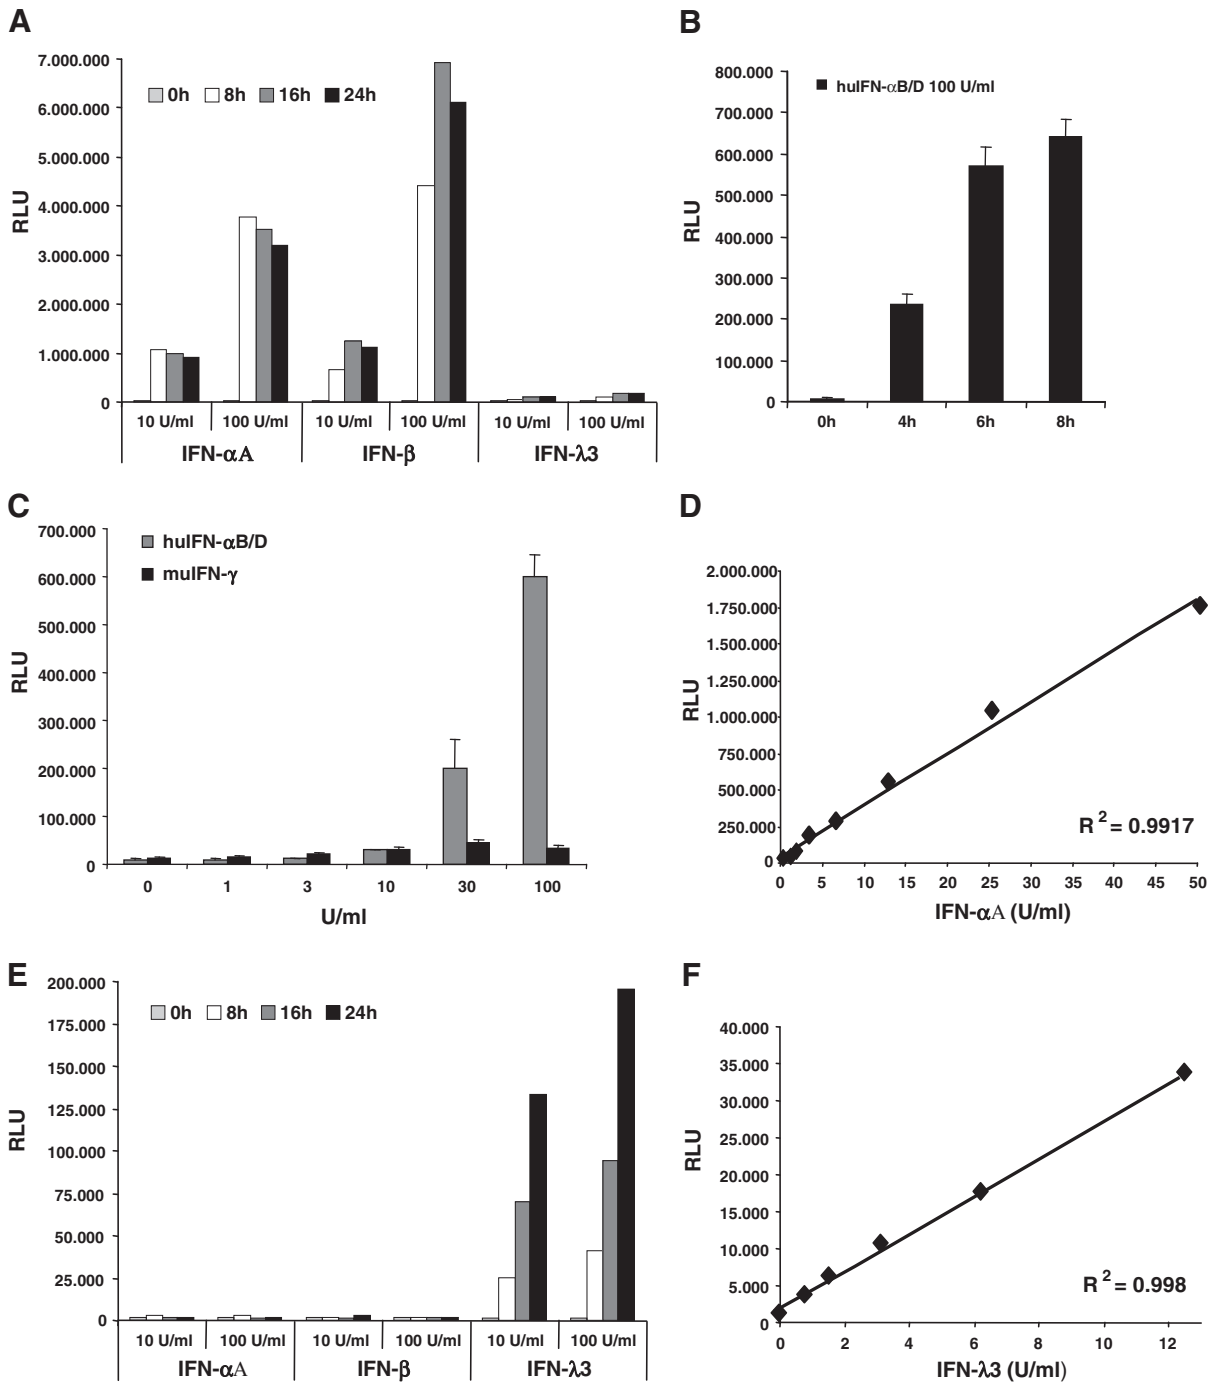 A
7.000.000
6.000.000
5.000.000
4.000.000
3.000.000
2.000.000
1.000.000
0
RLU
0h 8h 16h 24h
10 U/ml 100 U/ml 10 U/ml 100 U/ml 10 U/ml 100 U/ml
IFN-αA IFN-β IFN-λ3
B
800.000
700.000
600.000
500.000
400.000
300.000
200.000
100.000
0
RLU
huIFN-αB/D 100 U/ml
0h 4h 6h 8h
C
700.000
600.000
500.000
400.000
300.000
200.000
100.000
0
RLU
huIFN-αB/D
muIFN-γ
0 1 3 10 30 100
U/ml
D
2.000.000
1.750.000
1.500.000
1.250.000
1.000.000
750.000
500.000
250.000
0
RLU
R2 = 0.9917
0 5 10 15 20 25 30 35 40 45 50
IFN-αA (U/ml)
E
200.000
175.000
150.000
125.000
100.000
75.000
50.000
25.000
0
RLU
0h 8h 16h 24h
10 U/ml 100 U/ml 10 U/ml 100 U/ml 10 U/ml 100 U/ml
IFN-αA IFN-β IFN-λ3
F
40.000
35.000
30.000
25.000
20.000
15.000
10.000
5.000
0
RLU
R2 = 0.998
0 2 4 6 8 10 12
IFN-λ3 (U/ml)